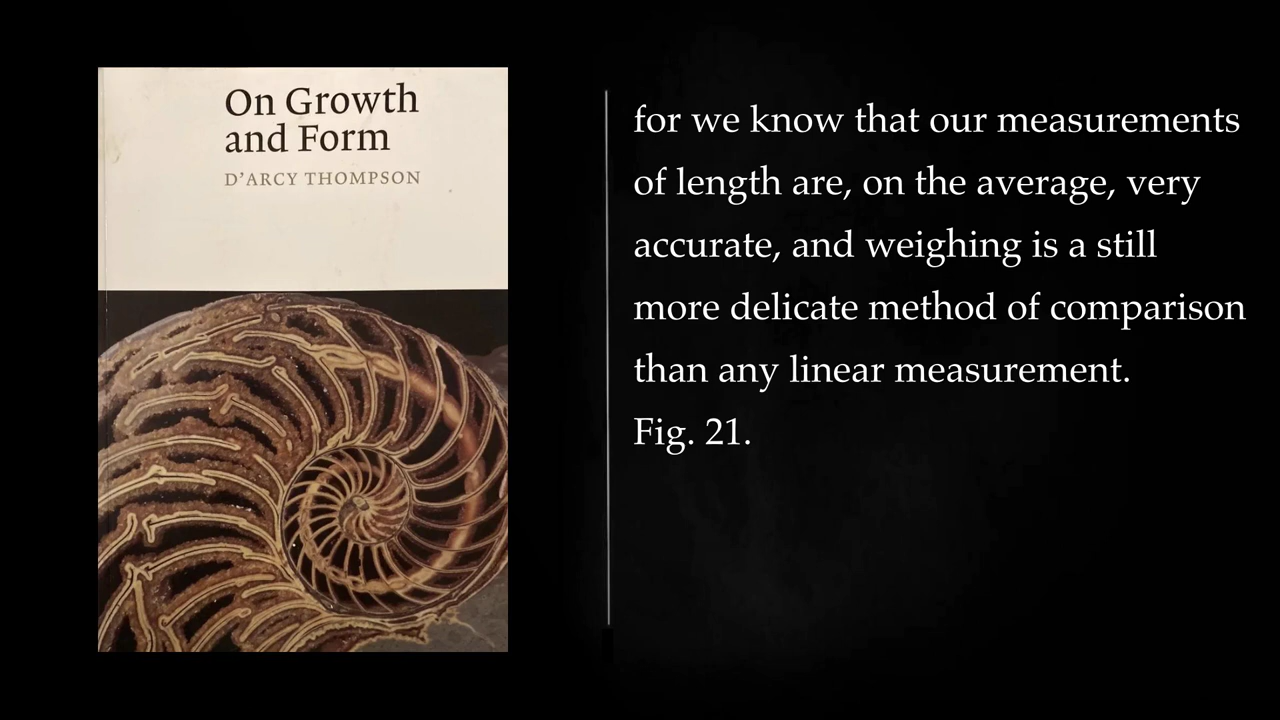 On Growth
and Form
D'ARCY THOMPSON
for we know that our measurements
of length are, on the average, very
accurate, and weighing is a still
more delicate method of comparison
than any linear measurement.
Fig. 21.